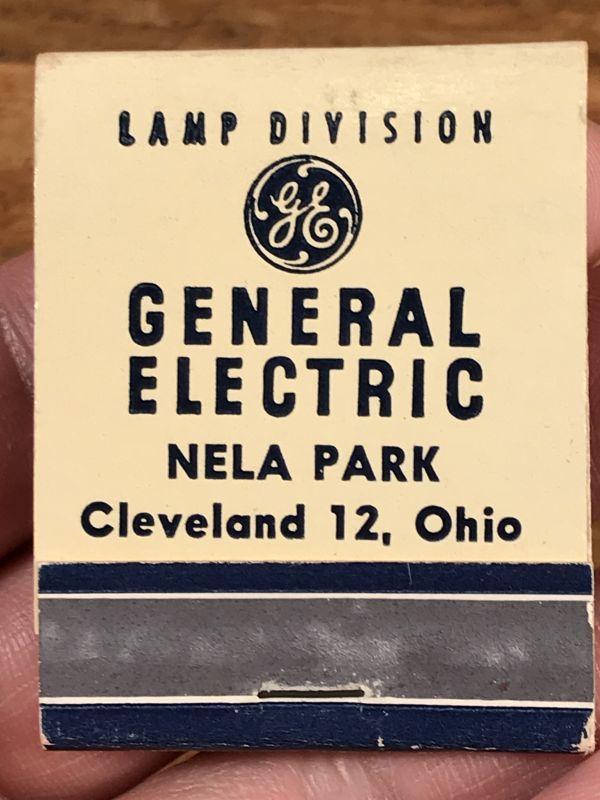 LAMP DIVISION
GE
GENERAL
ELECTRIC
NELA PARK
Cleveland 12, Ohio